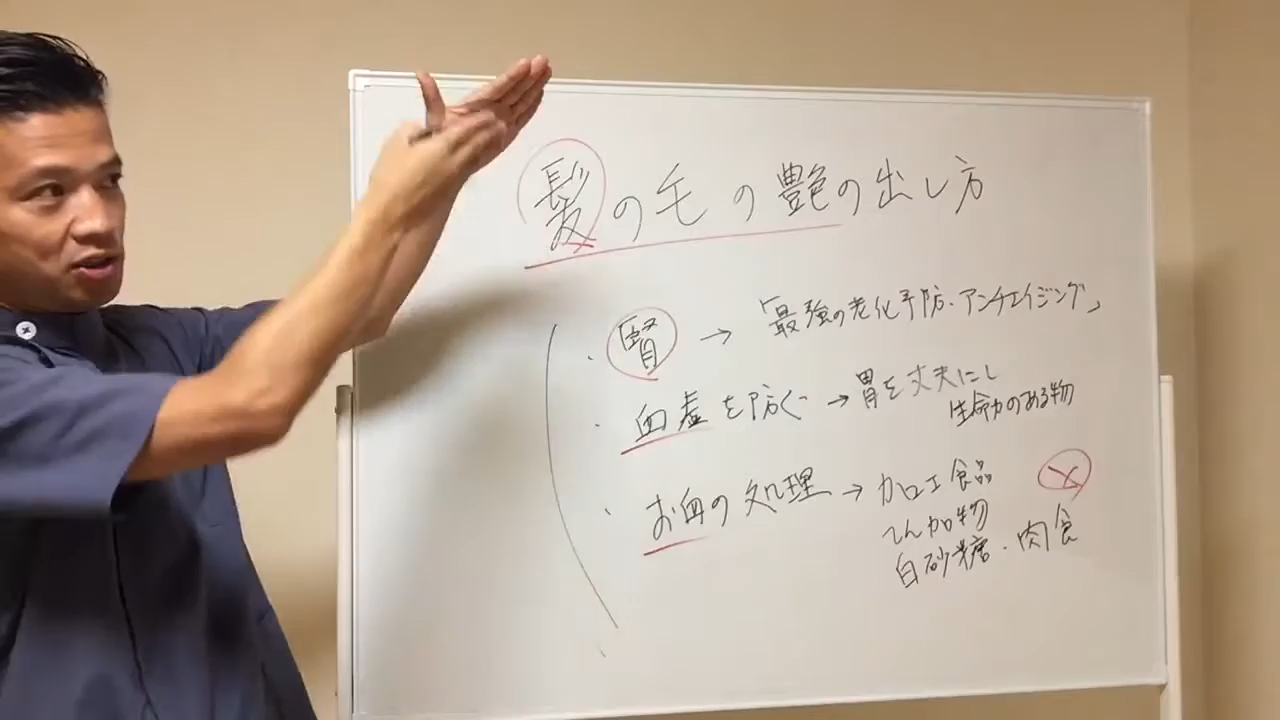 髪の毛の艶の出し方
・腎→「最強の老化予防・アンチエイジング」
・血虚を防ぐ→胃を丈夫にし
生命力のある物
・お血の処理→加工食品 ×
てん加物
白砂糖・肉食